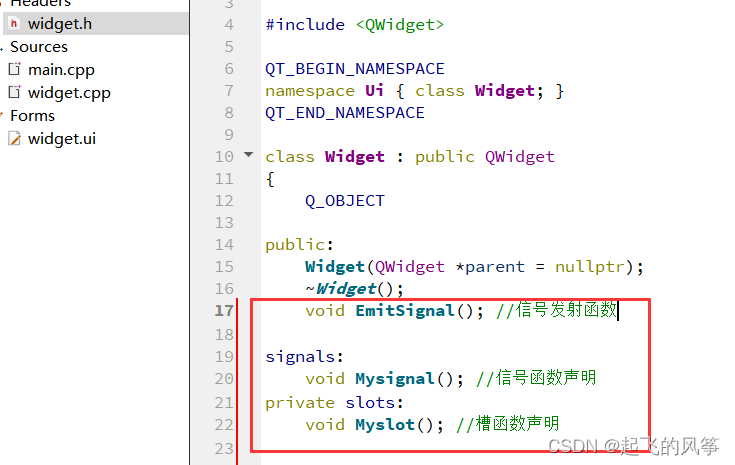 Headers
widget.h
Sources
main.cpp
widget.cpp
Forms
widget.ui
3
4 #include <QWidget>
5
6 QT_BEGIN_NAMESPACE
7 namespace Ui { class Widget; }
8 QT_END_NAMESPACE
9
10 class Widget : public QWidget
11 {
12 Q_OBJECT
13
14 public:
15 Widget(QWidget *parent = nullptr);
16 ~Widget();
17 void EmitSignal(); //信号发射函数
18
19 signals:
20 void Mysignal(); //信号函数声明
21 private slots:
22 void Myslot(); //槽函数声明
23
CSDN @起飞的风筝